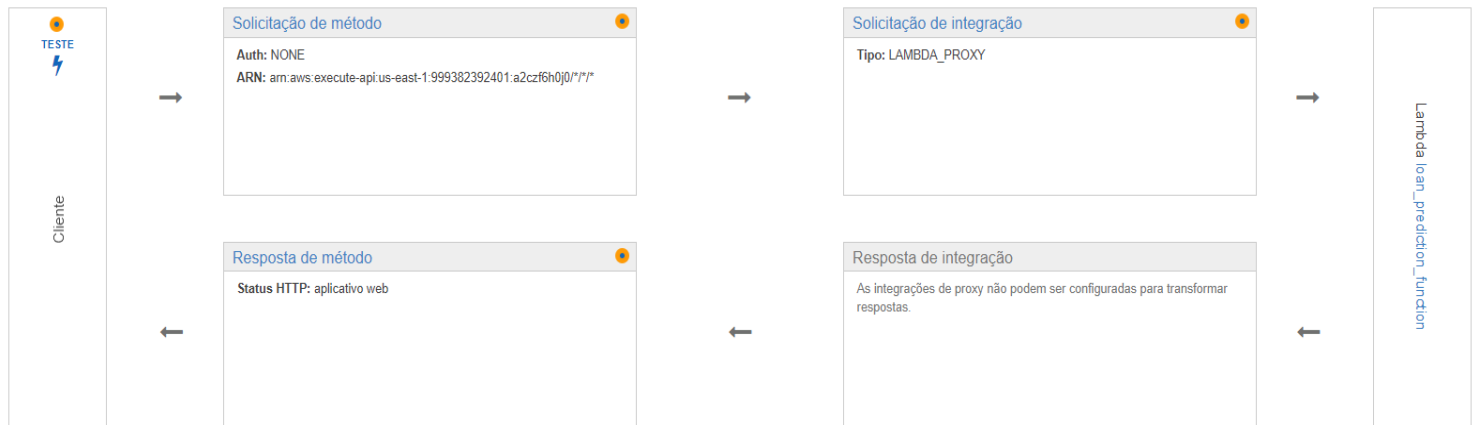 TESTE
Cliente
Solicitação de método
Auth: NONE
ARN: arn:aws:execute-api:us-east-1:999382392401:a2czf6h0j0/*/*/*
Solicitação de integração
Tipo: LAMBDA_PROXY
Lambda loan_prediction_function
Resposta de método
Status HTTP: aplicativo web
Resposta de integração
As integrações de proxy não podem ser configuradas para transformar
respostas.